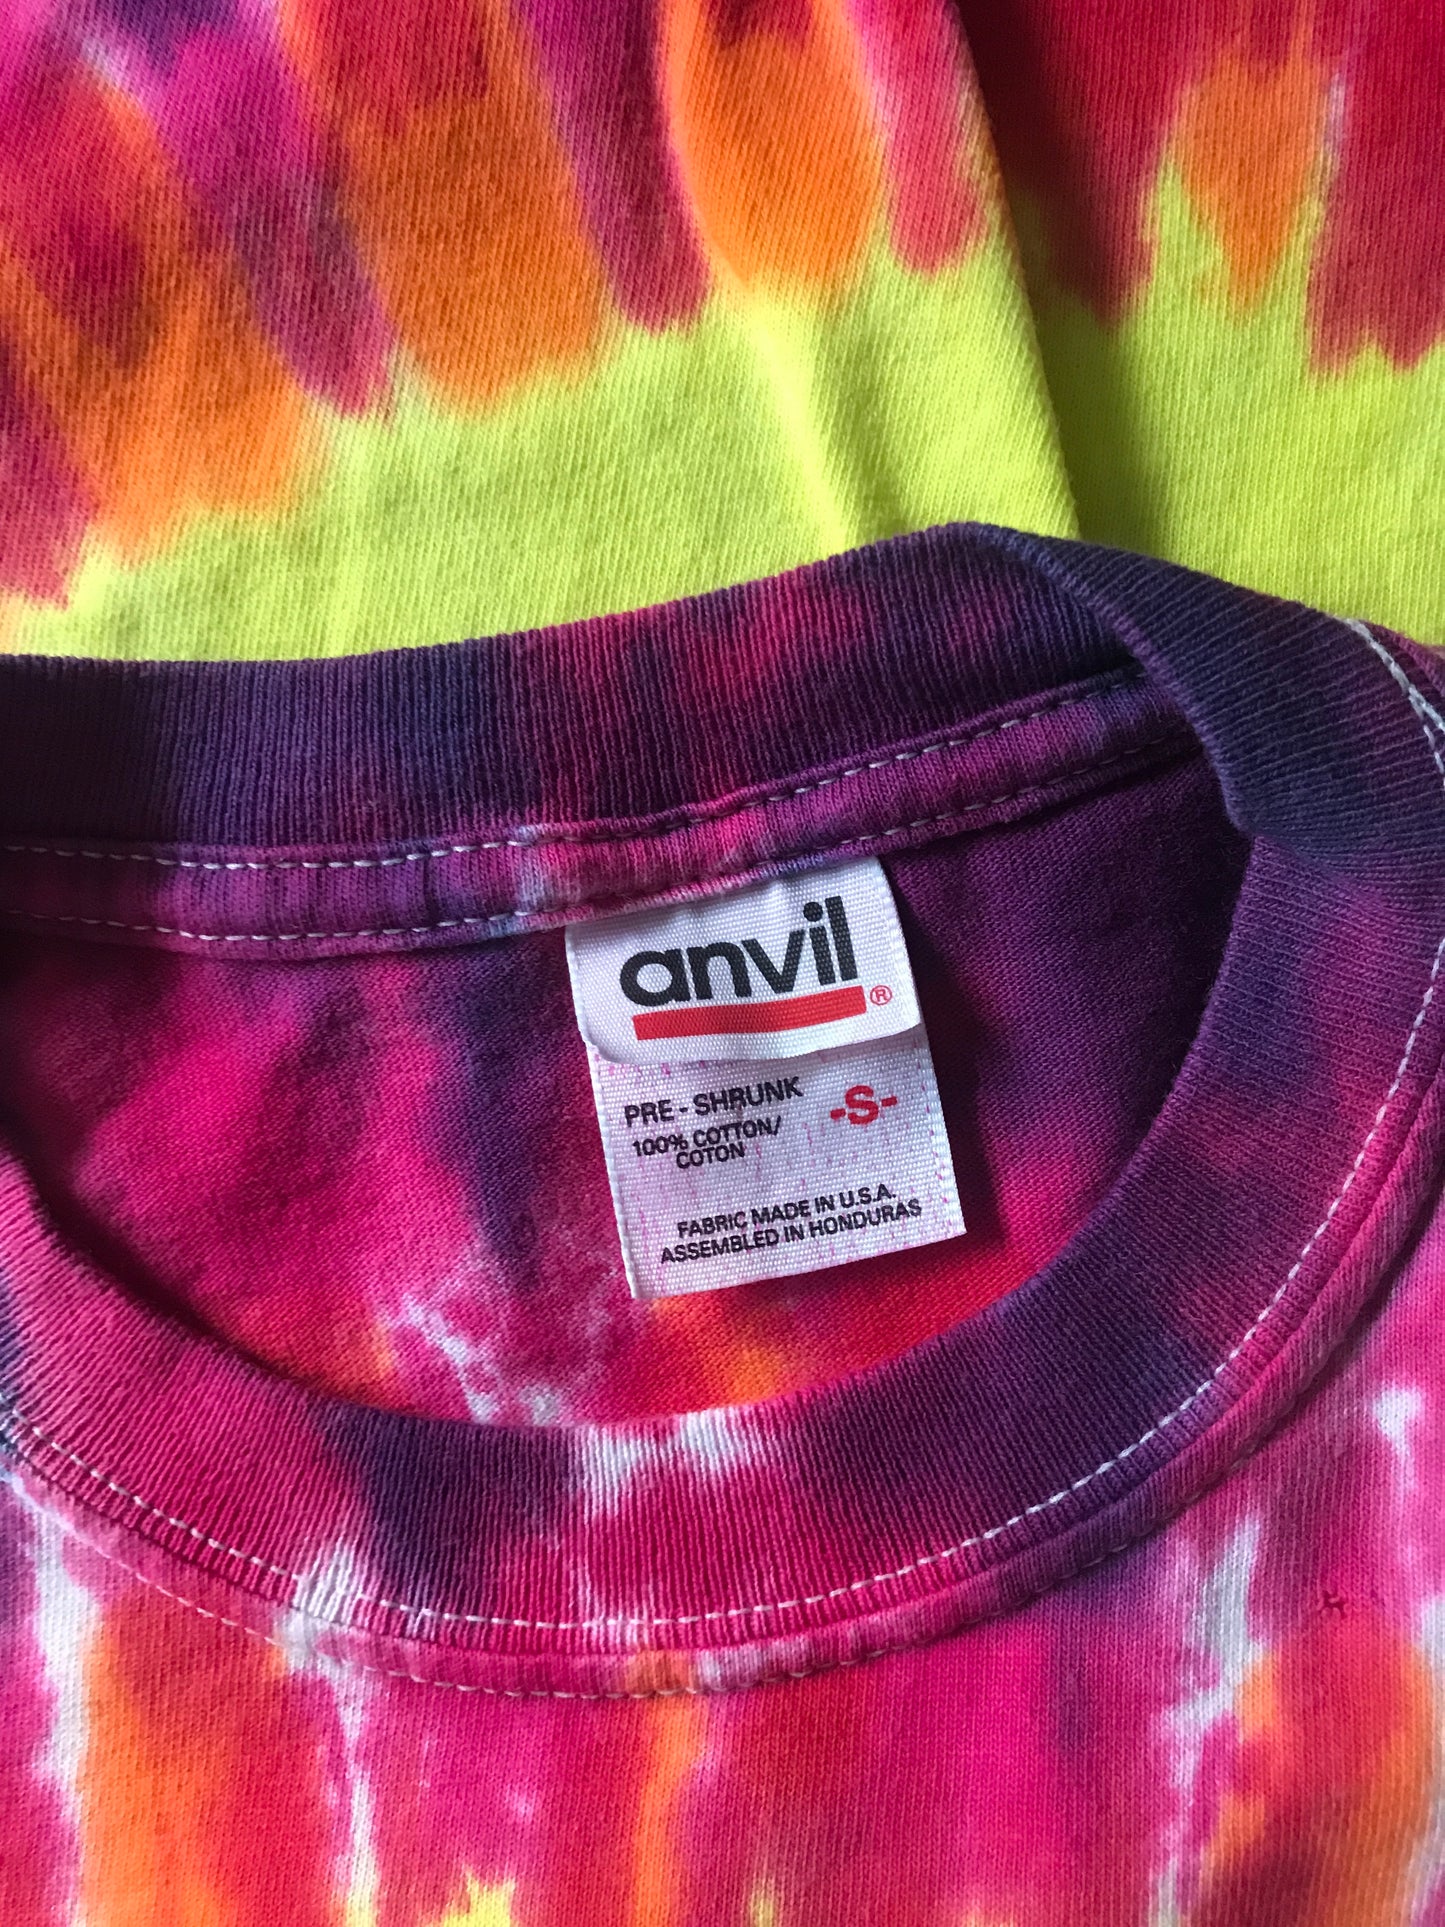 anvil®
PRE - SHRUNK -S-
100% COTTON/
COTON
FABRIC MADE IN U.S.A.
ASSEMBLED IN HONDURAS